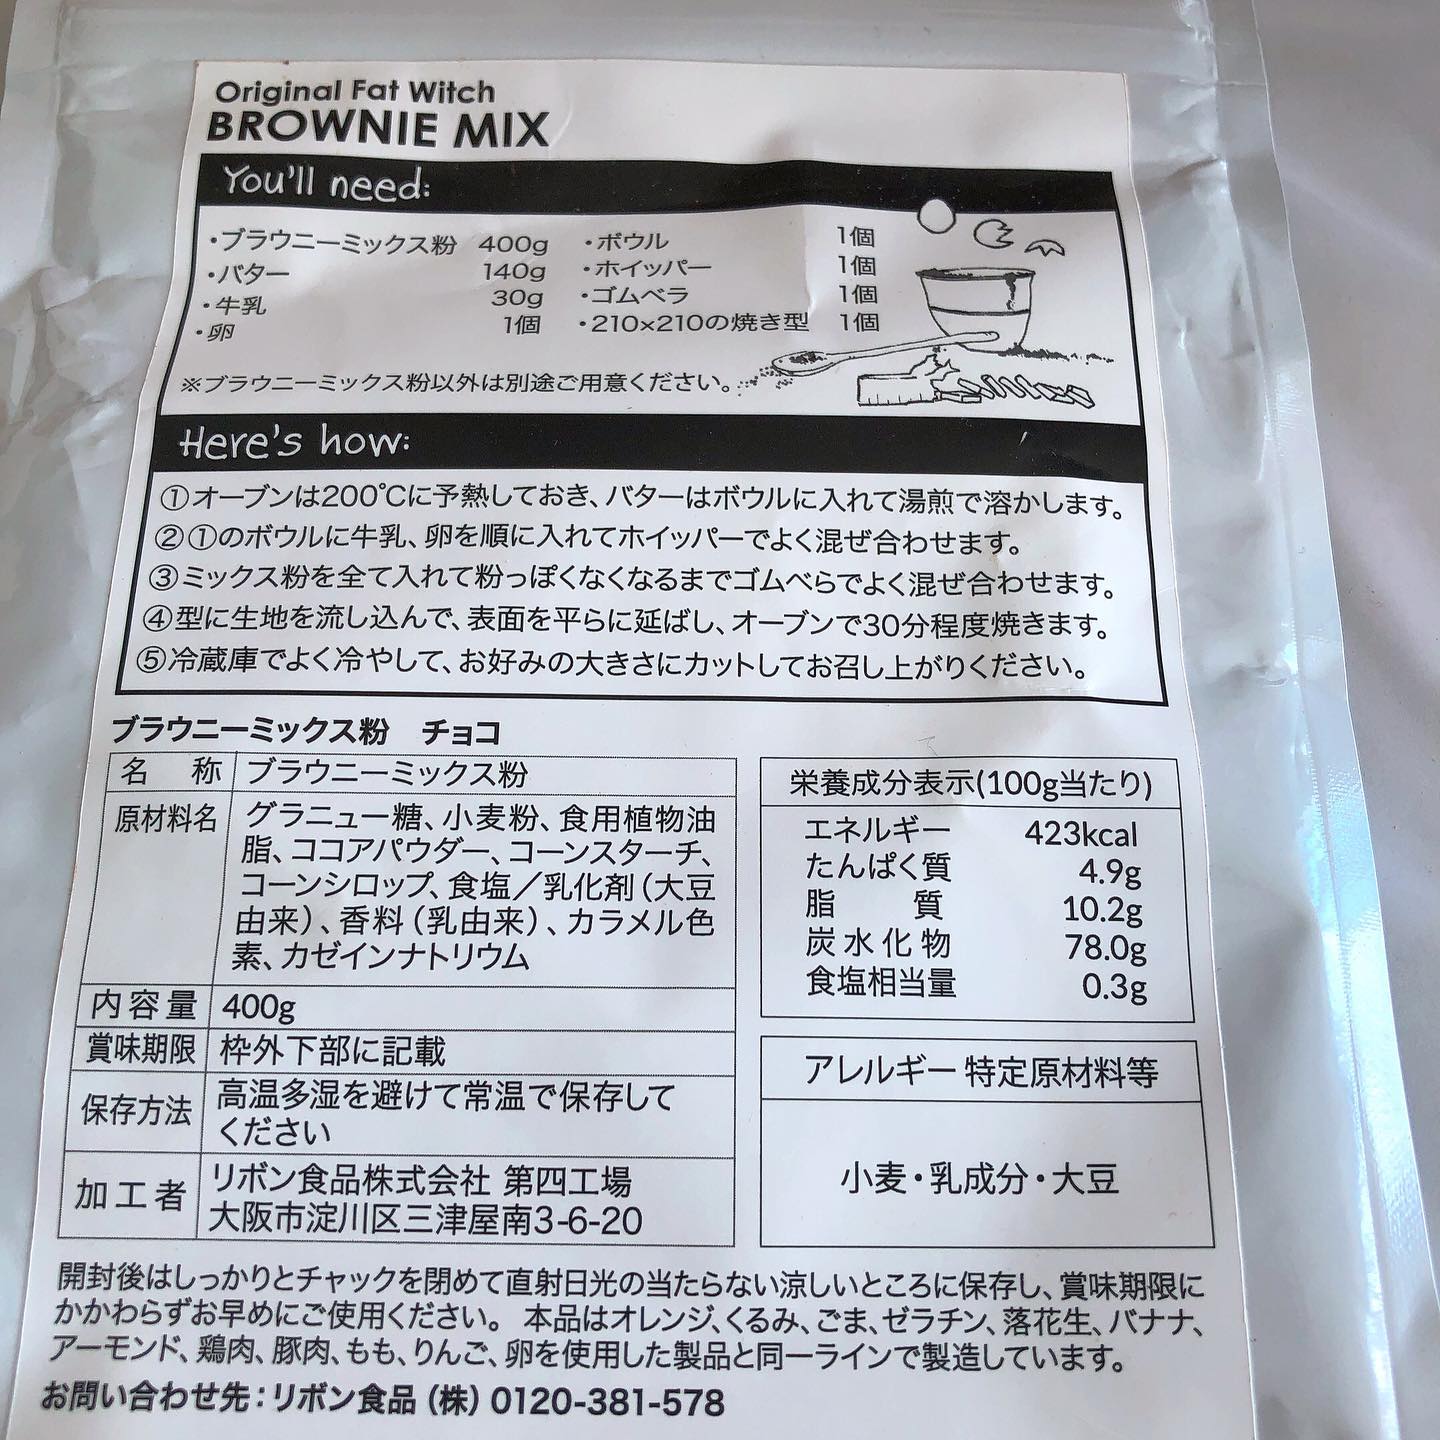 Original Fat Witch
BROWNIE MIX
You'll need:
・ブラウニーミックス粉 400g ・ボウル 1個
・バター 140g ・ホイッパー 1個
・牛乳 30g ・ゴムベラ 1個
・卵 1個 ・210×210の焼き型 1個
※ブラウニーミックス粉以外は別途ご用意ください。
Here's how:
①オーブンは200℃に予熱しておき、バターはボウルに入れて湯煎で溶かします。
②①のボウルに牛乳、卵を順に入れてホイッパーでよく混ぜ合わせます。
③ミックス粉を全て入れて粉っぽくなくなるまでゴムべらでよく混ぜ合わせます。
④型に生地を流し込んで、表面を平らに延ばし、オーブンで30分程度焼きます。
⑤冷蔵庫でよく冷やして、お好みの大きさにカットしてお召し上がりください。
ブラウニーミックス粉 チョコ
名 称 ブラウニーミックス粉
原材料名 グラニュー糖、小麦粉、食用植物油
脂、ココアパウダー、コーンスターチ、
コーンシロップ、食塩／乳化剤（大豆
由来）、香料（乳由来）、カラメル色
素、カゼインナトリウム
内容量 400g
賞味期限 枠外下部に記載
保存方法 高温多湿を避けて常温で保存して
ください
加工者 リボン食品株式会社 第四工場
大阪市淀川区三津屋南3-6-20
栄養成分表示(100g当たり)
エネルギー 423kcal
たんぱく質 4.9g
脂 質 10.2g
炭水化物 78.0g
食塩相当量 0.3g
アレルギー 特定原材料等
小麦・乳成分・大豆
開封後はしっかりとチャックを閉めて直射日光の当たらない涼しいところに保存し、賞味期限に
かかわらずお早めにご使用ください。 本品はオレンジ、くるみ、ごま、ゼラチン、落花生、バナナ、
アーモンド、鶏肉、豚肉、もも、りんご、卵を使用した製品と同一ラインで製造しています。
お問い合わせ先：リボン食品（株）0120-381-578